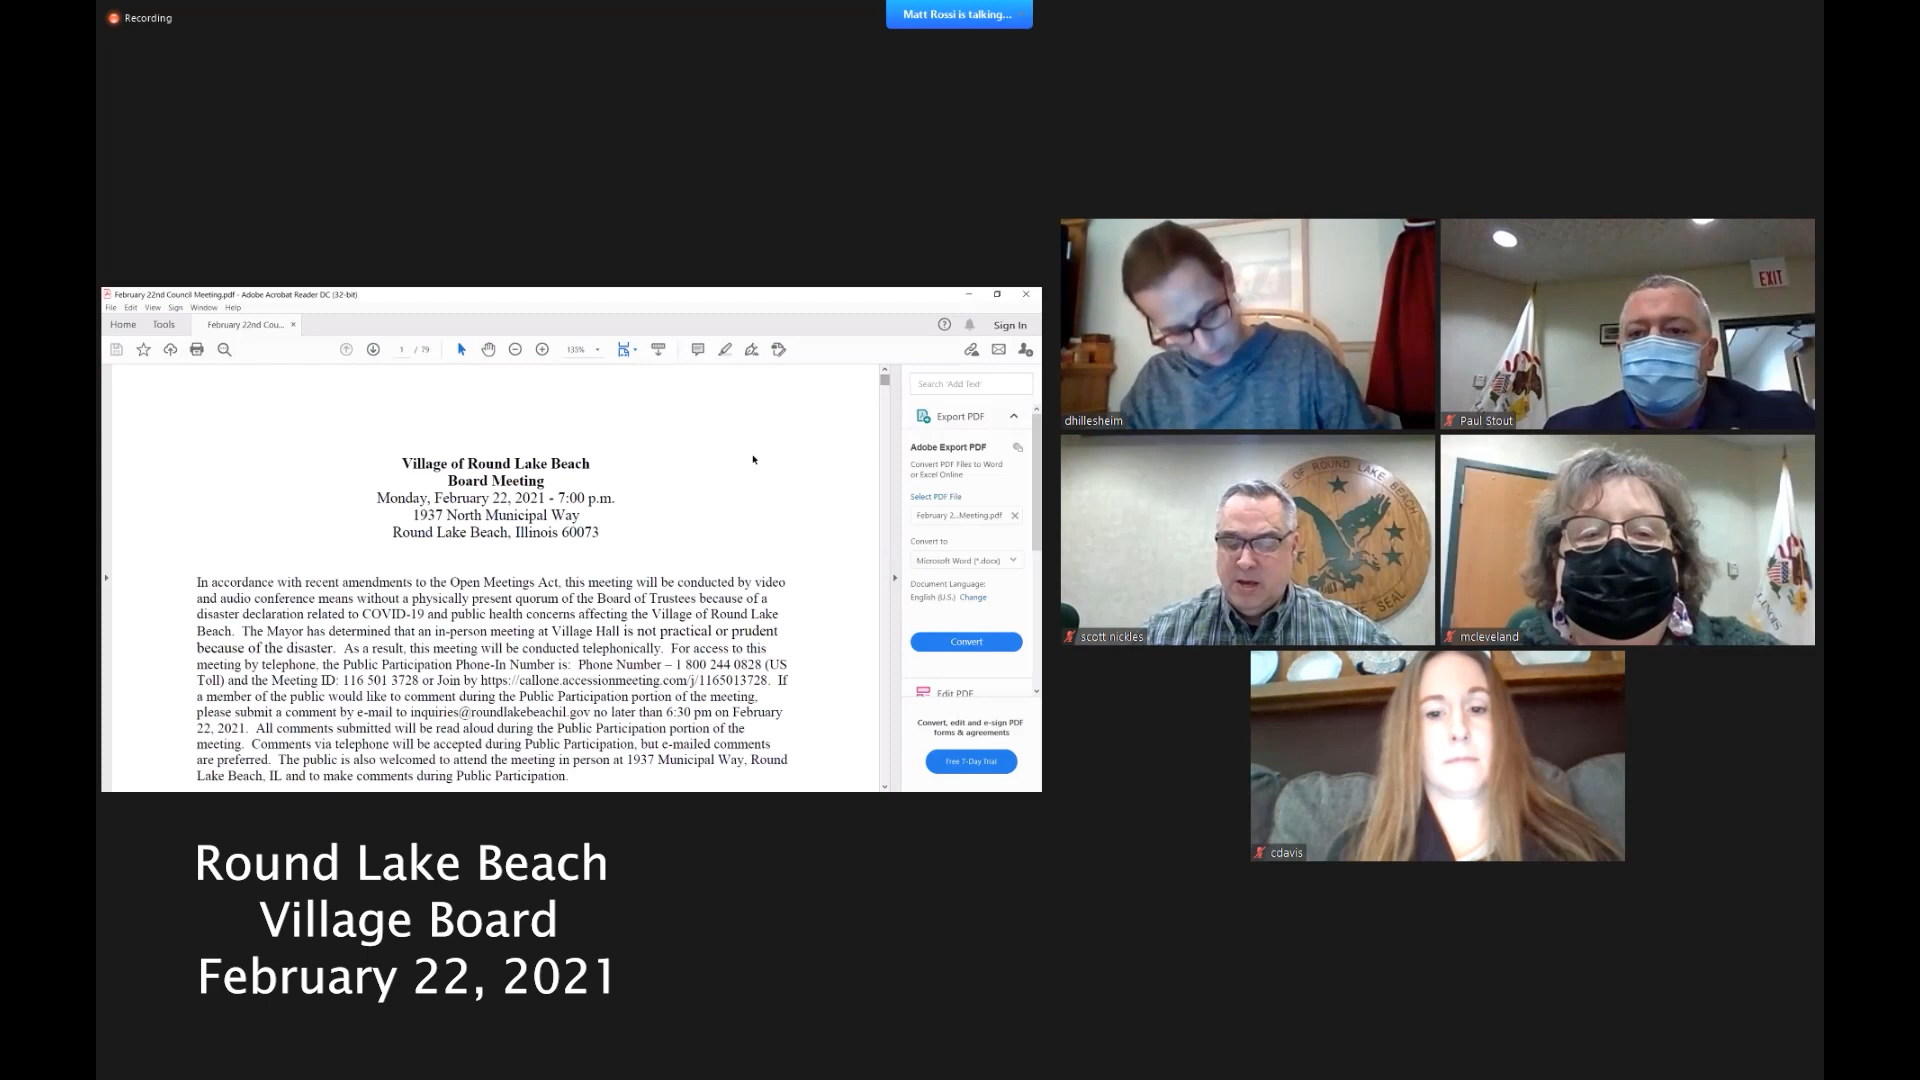 Recording
Matt Rossi is talking...
February 22nd Council Meeting.pdf - Adobe Acrobat Reader DC (32-bit)
File Edit View Sign Window Help
Home Tools February 22nd Cou... ×
Sign In
1 / 79
135%
Village of Round Lake Beach
Board Meeting
Monday, February 22, 2021 - 7:00 p.m.
1937 North Municipal Way
Round Lake Beach, Illinois 60073
In accordance with recent amendments to the Open Meetings Act, this meeting will be conducted by video
and audio conference means without a physically present quorum of the Board of Trustees because of a
disaster declaration related to COVID-19 and public health concerns affecting the Village of Round Lake
Beach. The Mayor has determined that an in-person meeting at Village Hall is not practical or prudent
because of the disaster. As a result, this meeting will be conducted telephonically. For access to this
meeting by telephone, the Public Participation Phone-In Number is: Phone Number – 1 800 244 0828 (US
Toll) and the Meeting ID: 116 501 3728 or Join by https://callone.accessionmeeting.com/j/1165013728. If
a member of the public would like to comment during the Public Participation portion of the meeting,
please submit a comment by e-mail to inquiries@roundlakebeachil.gov no later than 6:30 pm on February
22, 2021. All comments submitted will be read aloud during the Public Participation portion of the
meeting. Comments via telephone will be accepted during Public Participation, but e-mailed comments
are preferred. The public is also welcomed to attend the meeting in person at 1937 Municipal Way, Round
Lake Beach, IL and to make comments during Public Participation.
Search 'Add Text'
Export PDF
Adobe Export PDF
Convert PDF Files to Word
or Excel Online
Select PDF File
February 2...Meeting.pdf
Convert to
Microsoft Word (*.docx)
Document Language:
English (U.S.) Change
Convert
Edit PDF
Convert, edit and e-sign PDF
forms & agreements
Free 7-Day Trial
dhillesheim
EXIT
Paul Stout
OF ROUND LAKE BEACH
SEAL
scott nickles
ILLINOIS
mcleveland
cdavis
Round Lake Beach
Village Board
February 22, 2021